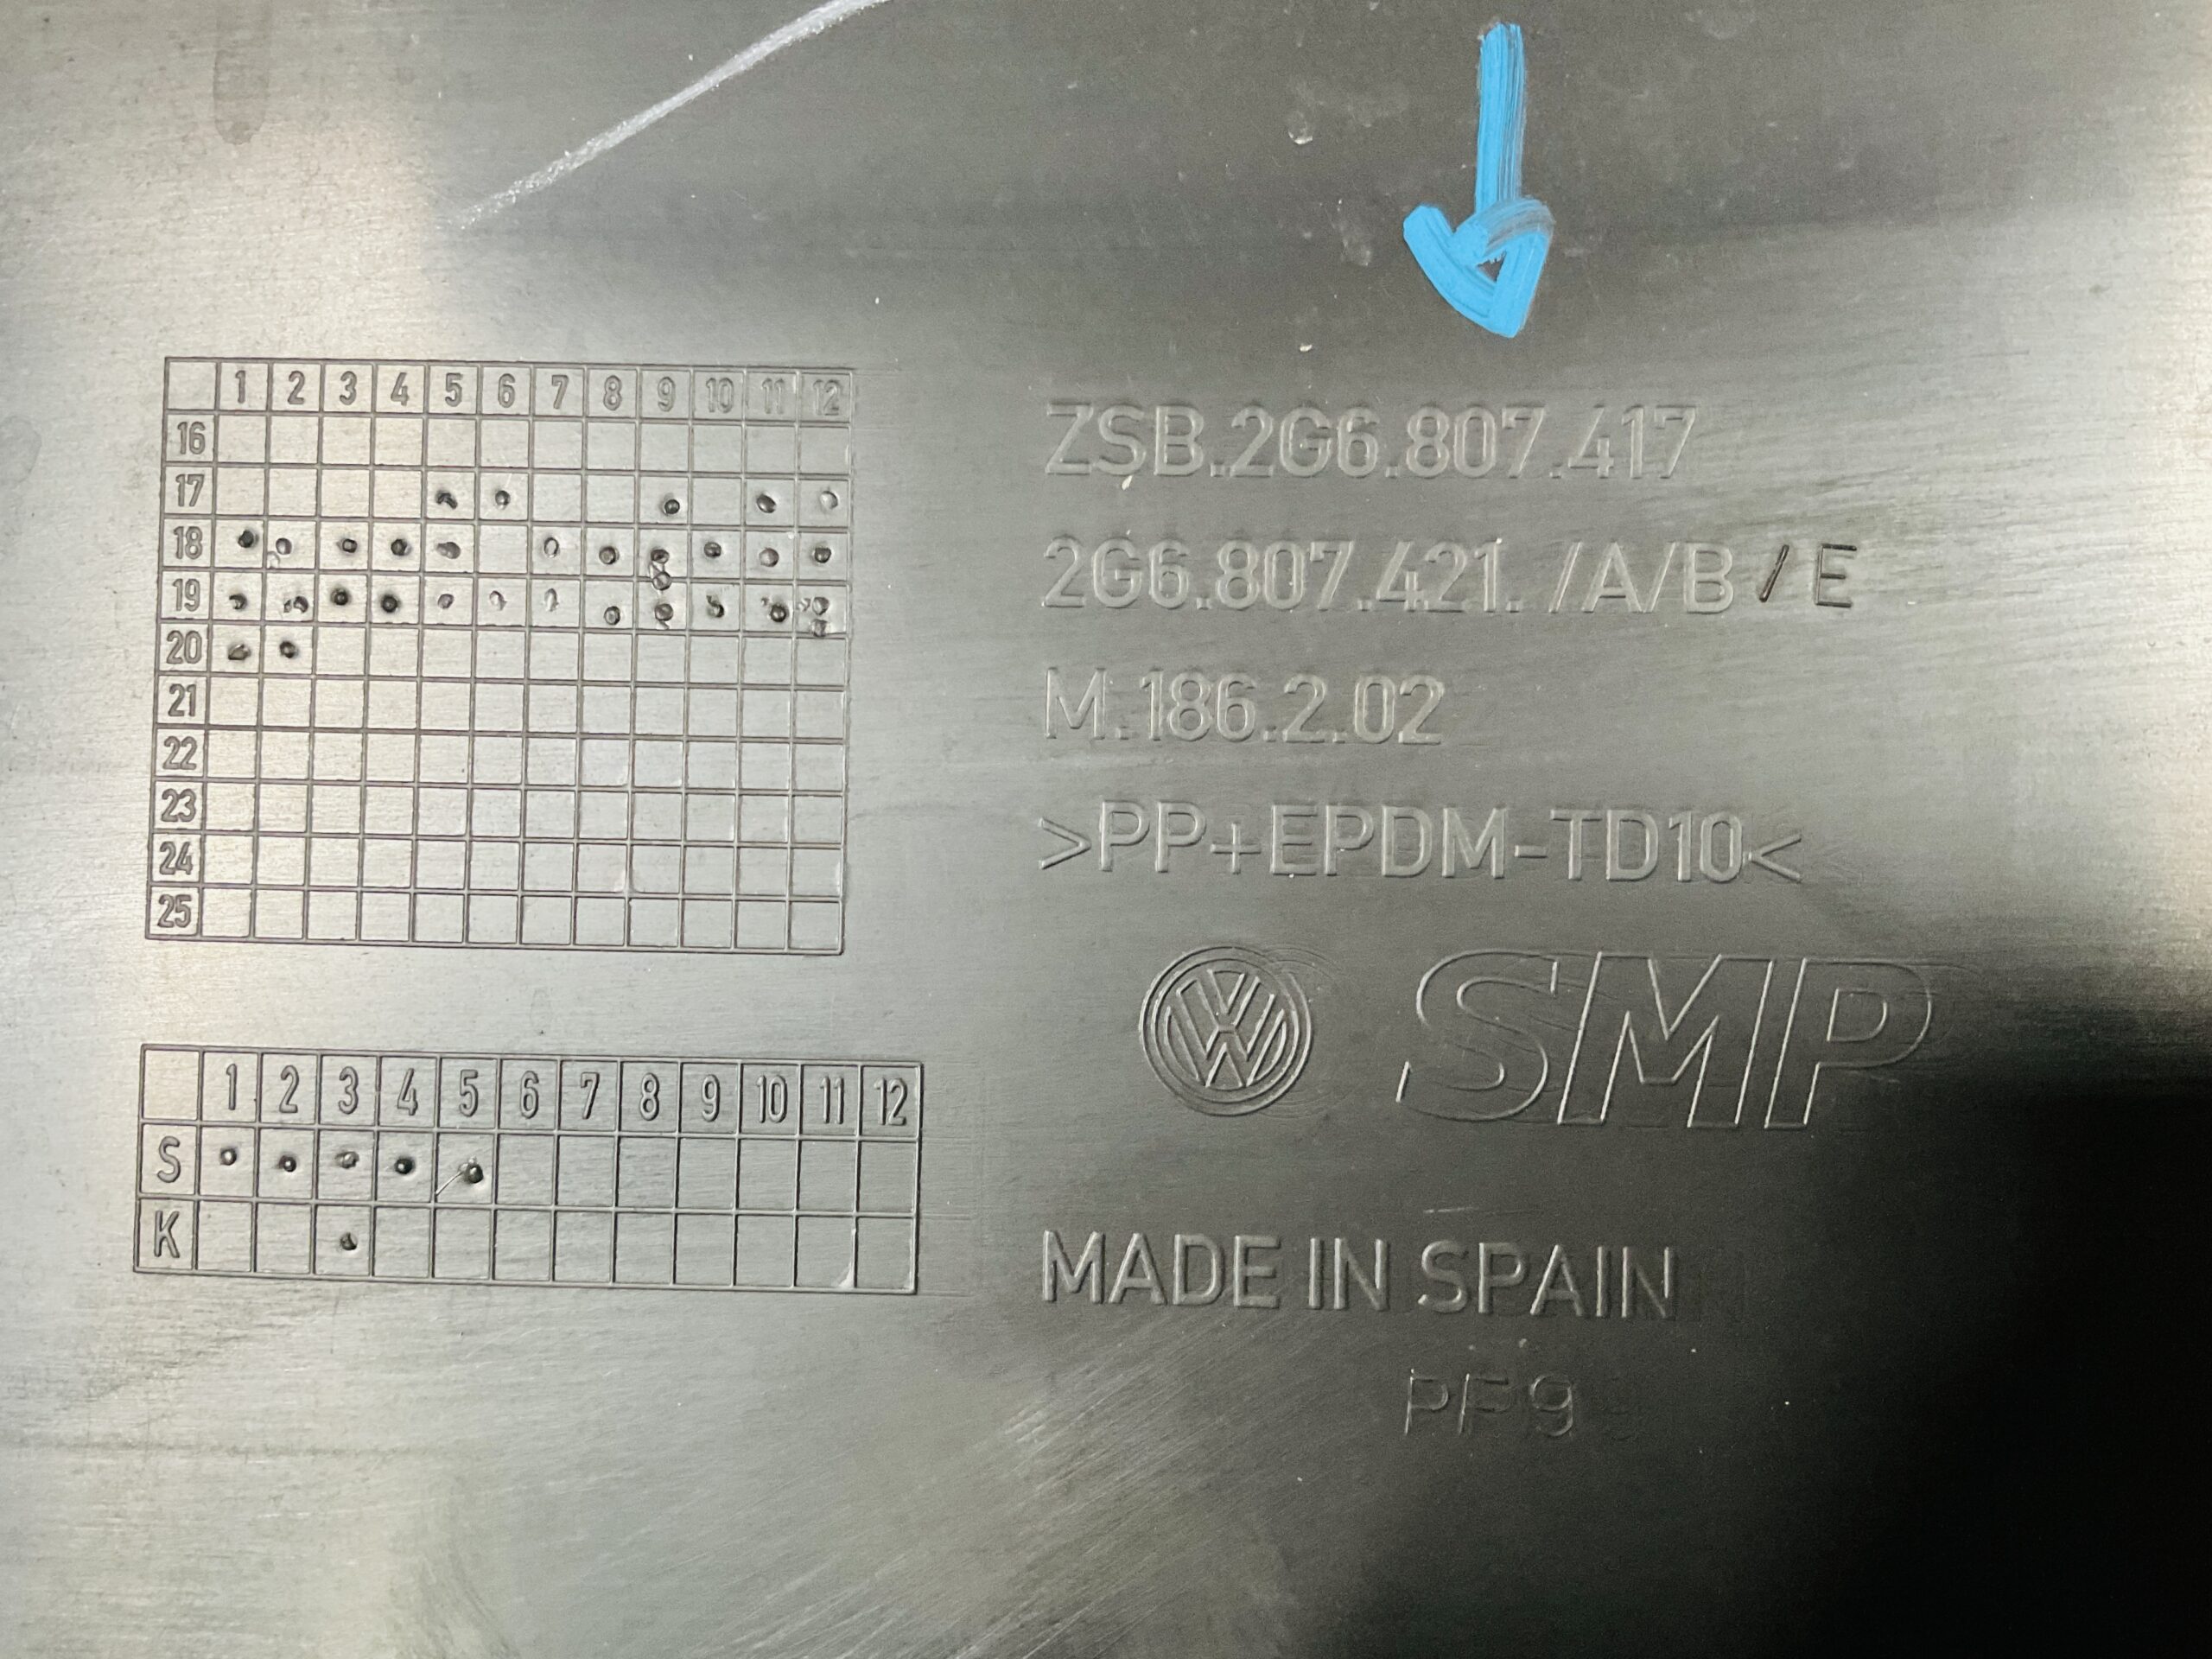 1 2 3 4 5 6 7 8 9 10 11 12
16
17
18
19
20
21
22
23
24
25
1 2 3 4 5 6 7 8 9 10 11 12
S
K
ZSB.2G6.807.417
2G6.807.421. /A/B/E
M.186.2.02
>PP+EPDM-TD10<
VW SMP
MADE IN SPAIN
PF9